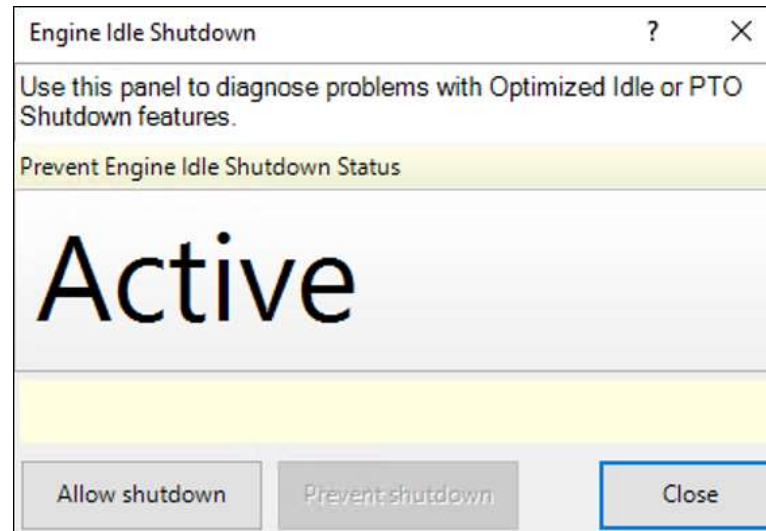 Engine Idle Shutdown ?
Use this panel to diagnose problems with Optimized Idle or PTO
Shutdown features.
Prevent Engine Idle Shutdown Status
Active
Allow shutdown Prevent shutdown Close